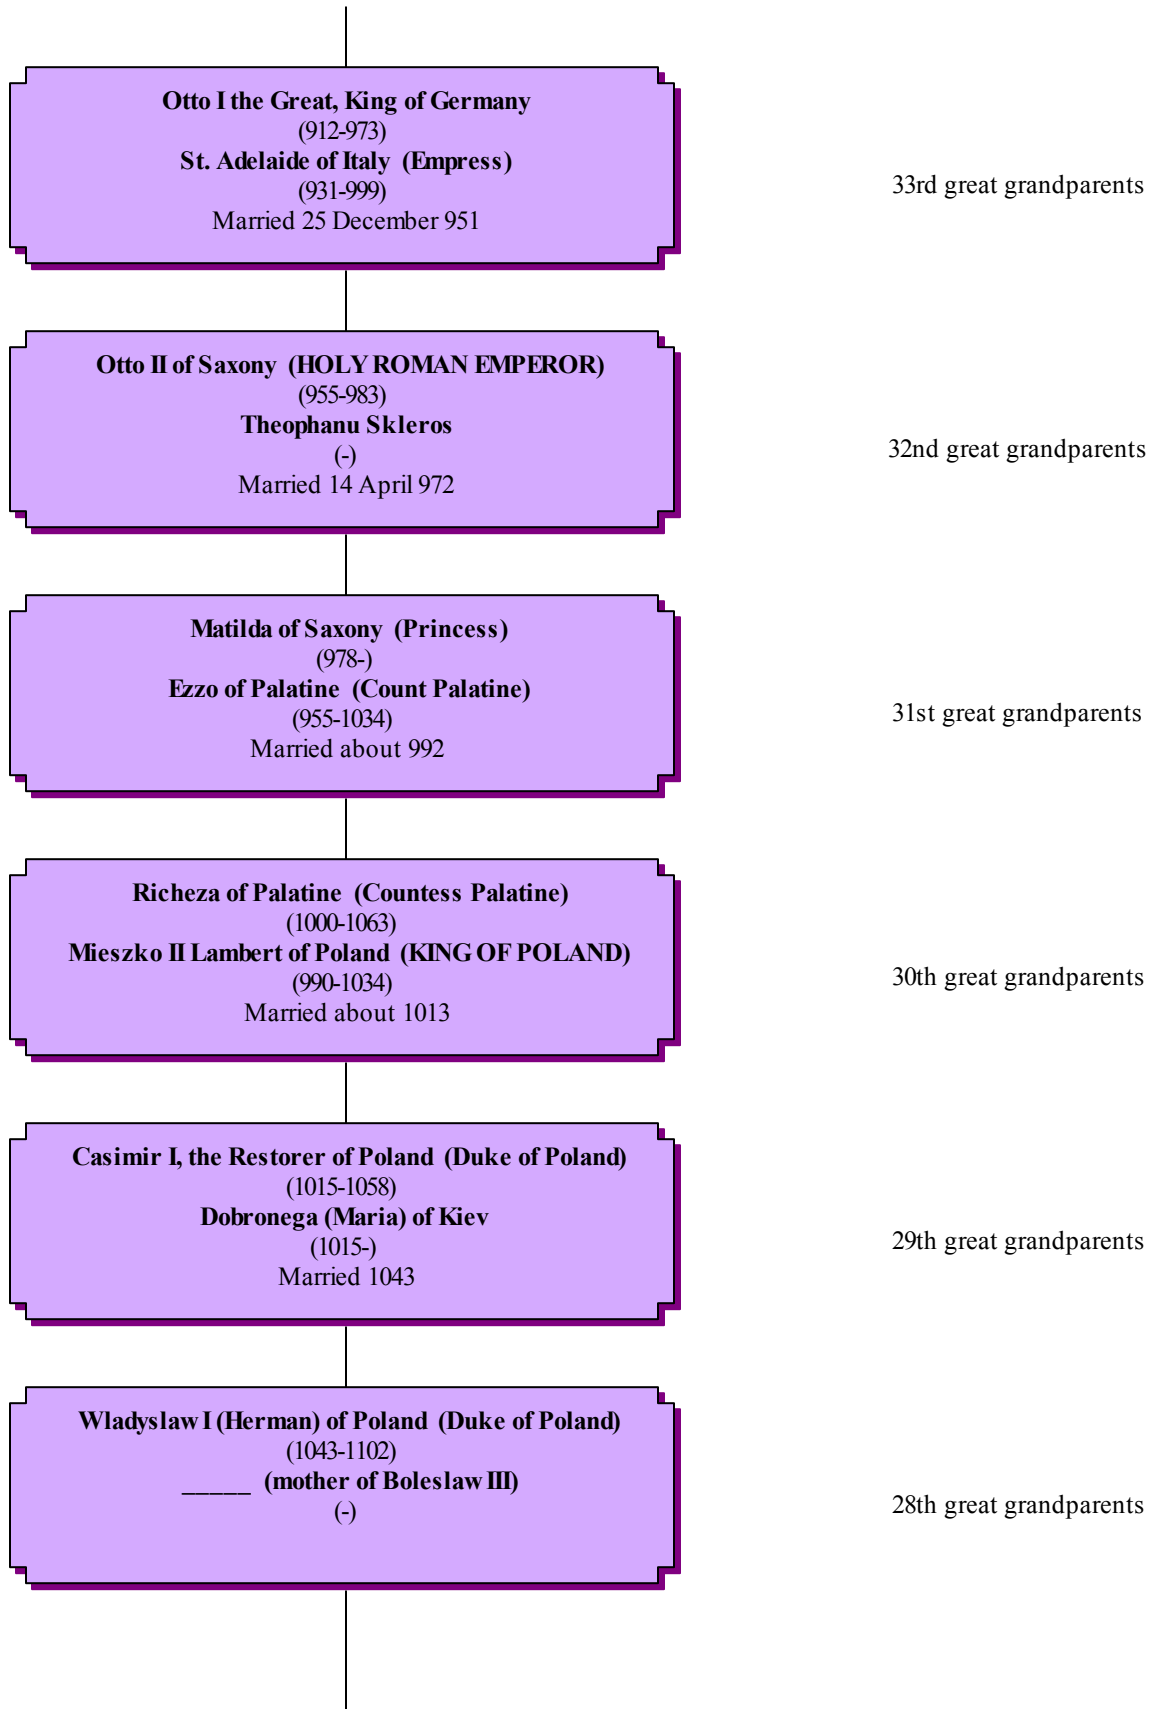 Otto I the Great, King of Germany
(912-973)
St. Adelaide of Italy (Empress)
(931-999)
Married 25 December 951
33rd great grandparents
Otto II of Saxony (HOLY ROMAN EMPEROR)
(955-983)
Theophanu Skleros
(-)
Married 14 April 972
32nd great grandparents
Matilda of Saxony (Princess)
(978-)
Ezzo of Palatine (Count Palatine)
(955-1034)
Married about 992
31st great grandparents
Richeza of Palatine (Countess Palatine)
(1000-1063)
Mieszko II Lambert of Poland (KING OF POLAND)
(990-1034)
Married about 1013
30th great grandparents
Casimir I, the Restorer of Poland (Duke of Poland)
(1015-1058)
Dobronega (Maria) of Kiev
(1015-)
Married 1043
29th great grandparents
Wladyslaw I (Herman) of Poland (Duke of Poland)
(1043-1102)
_____ (mother of Boleslaw III)
(-)
28th great grandparents